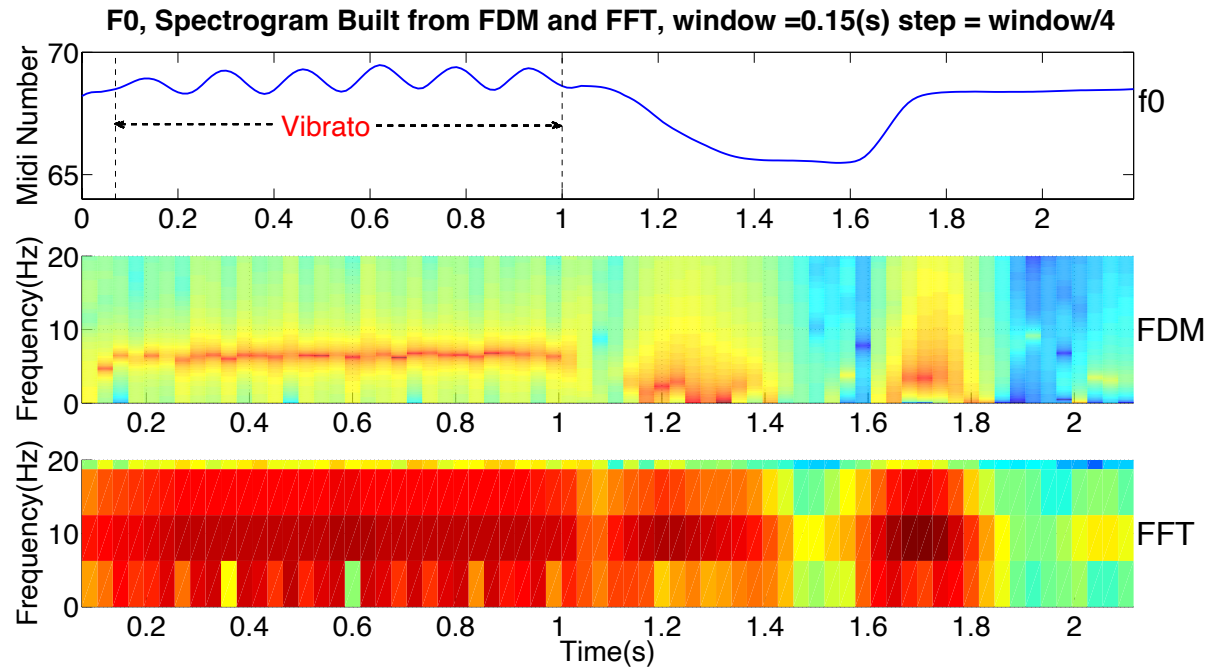 F0, Spectrogram Built from FDM and FFT, window =0.15(s) step = window/4
Midi Number
70
65
Vibrato
f0
0 0.2 0.4 0.6 0.8 1 1.2 1.4 1.6 1.8 2
Frequency(Hz)
20
10
0
FDM
0.2 0.4 0.6 0.8 1 1.2 1.4 1.6 1.8 2
Frequency(Hz)
20
10
0
FFT
0.2 0.4 0.6 0.8 1 1.2 1.4 1.6 1.8 2
Time(s)